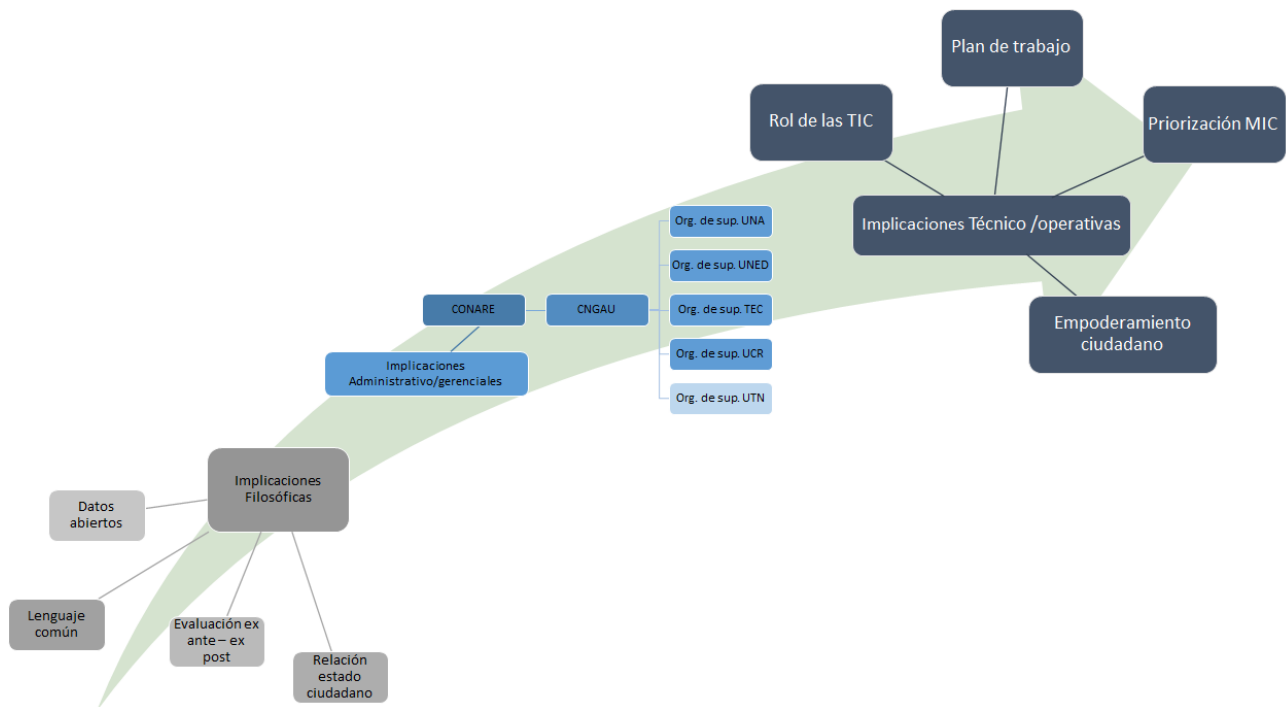 Plan de trabajo
Rol de las TIC
Priorización MIC
Implicaciones Técnico /operativas
Empoderamiento
ciudadano
Org. de sup. UNA
Org. de sup. UNED
CONARE
CNGAU
Org. de sup. TEC
Implicaciones
Administrativo/gerenciales
Org. de sup. UCR
Org. de sup. UTN
Implicaciones
Filosóficas
Datos
abiertos
Lenguaje
común
Evaluación ex
ante – ex
post
Relación
estado
ciudadano